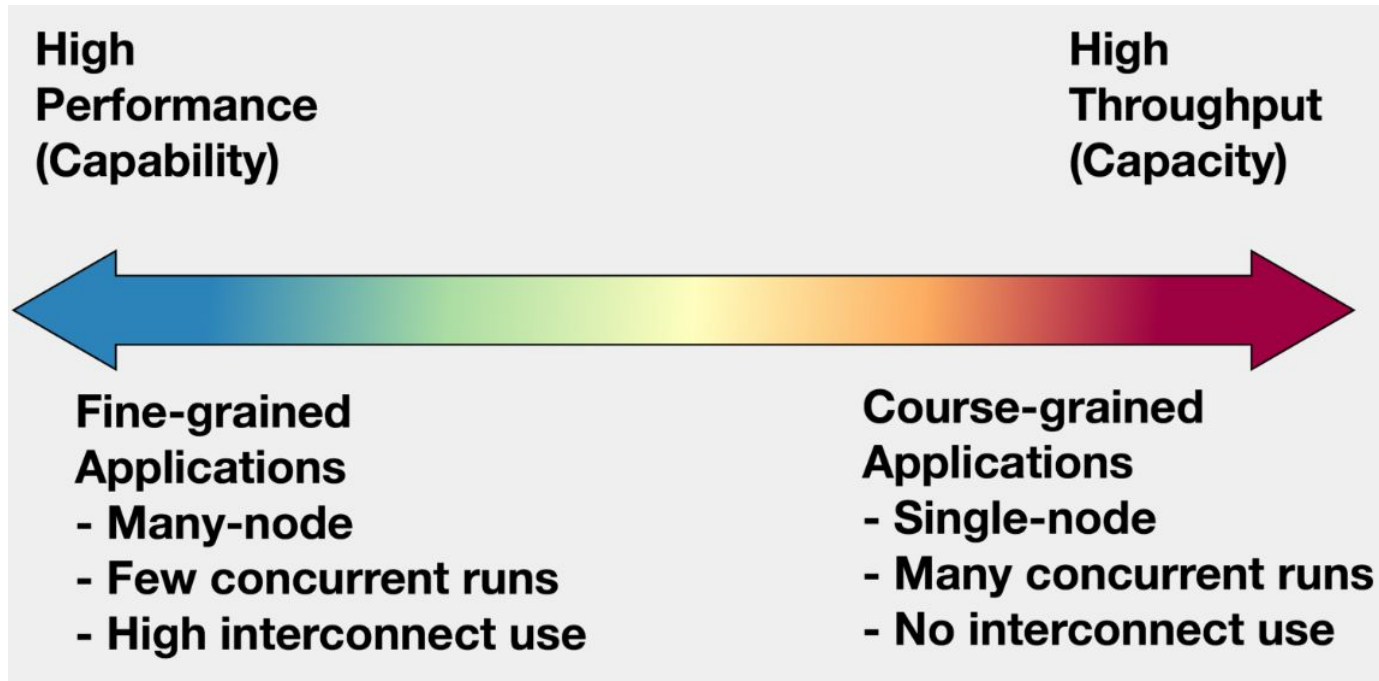 High
Performance
(Capability)
High
Throughput
(Capacity)
Fine-grained
Applications
- Many-node
- Few concurrent runs
- High interconnect use
Course-grained
Applications
- Single-node
- Many concurrent runs
- No interconnect use